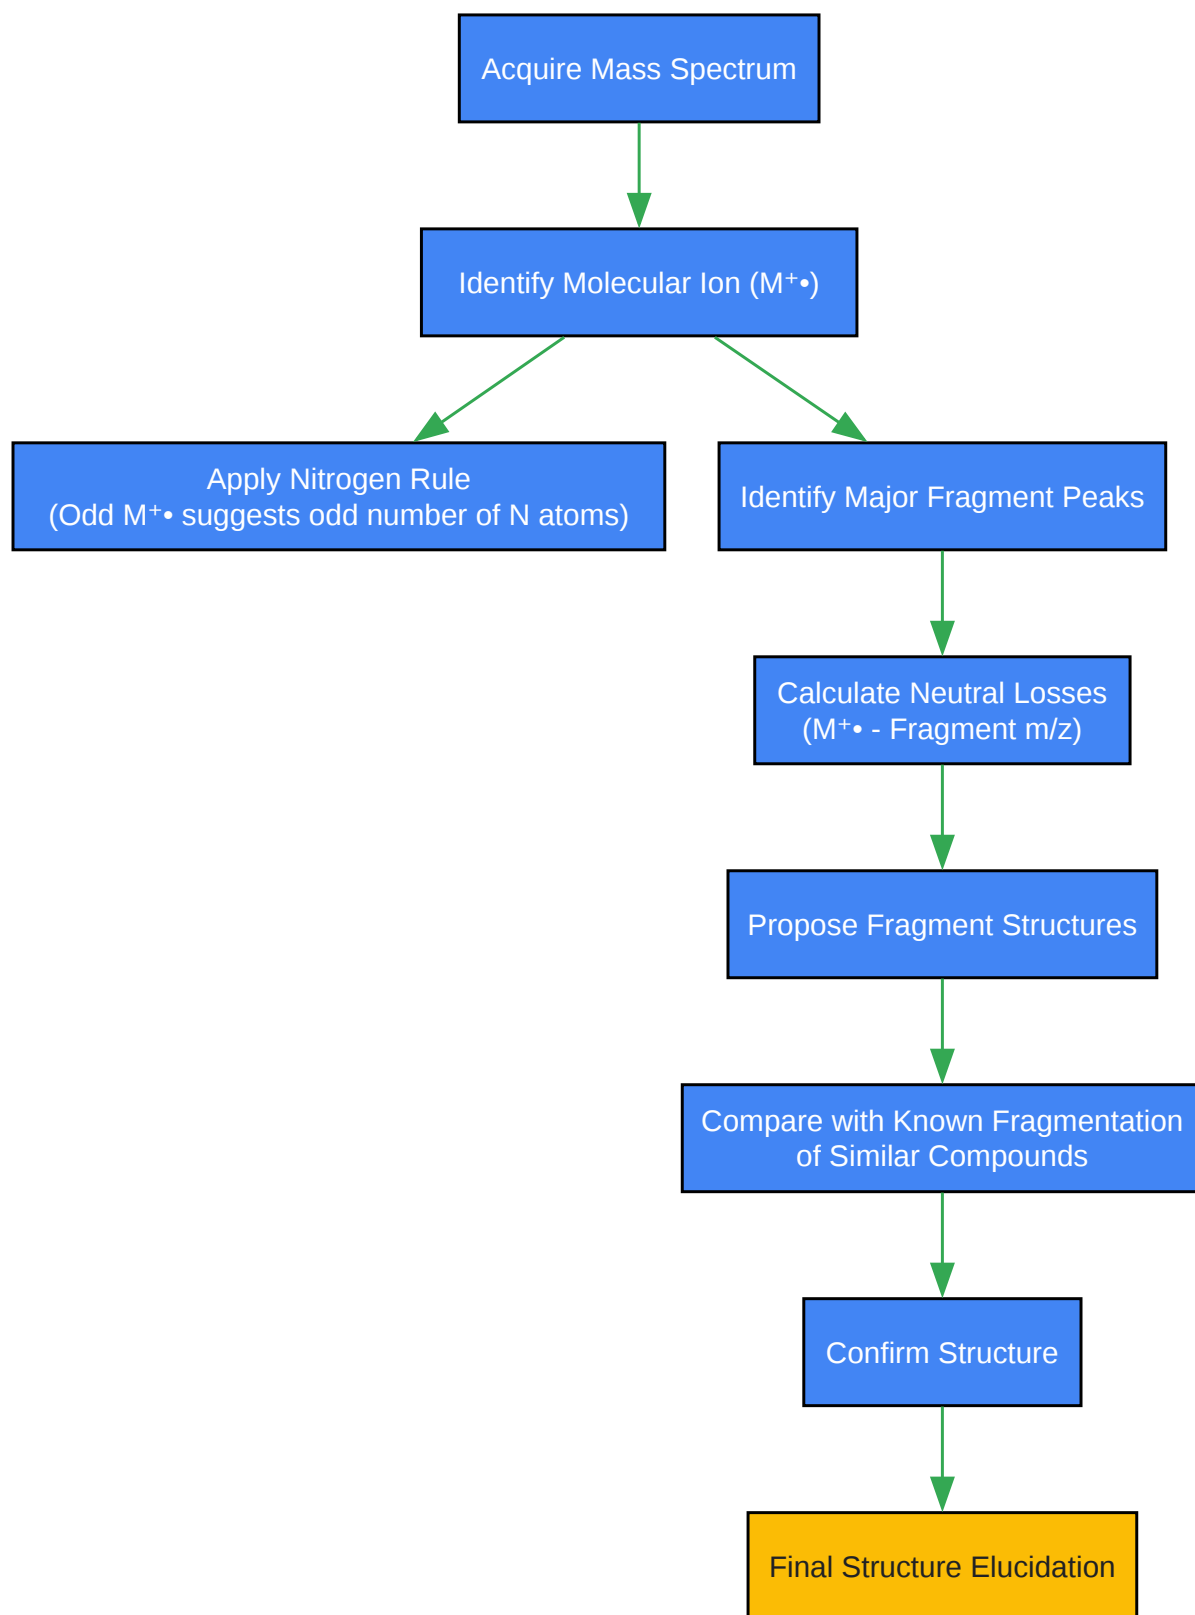 Acquire Mass Spectrum
Identify Molecular Ion (M⁺•)
Apply Nitrogen Rule
(Odd M⁺• suggests odd number of N atoms)
Identify Major Fragment Peaks
Calculate Neutral Losses
(M⁺• - Fragment m/z)
Propose Fragment Structures
Compare with Known Fragmentation
of Similar Compounds
Confirm Structure
Final Structure Elucidation